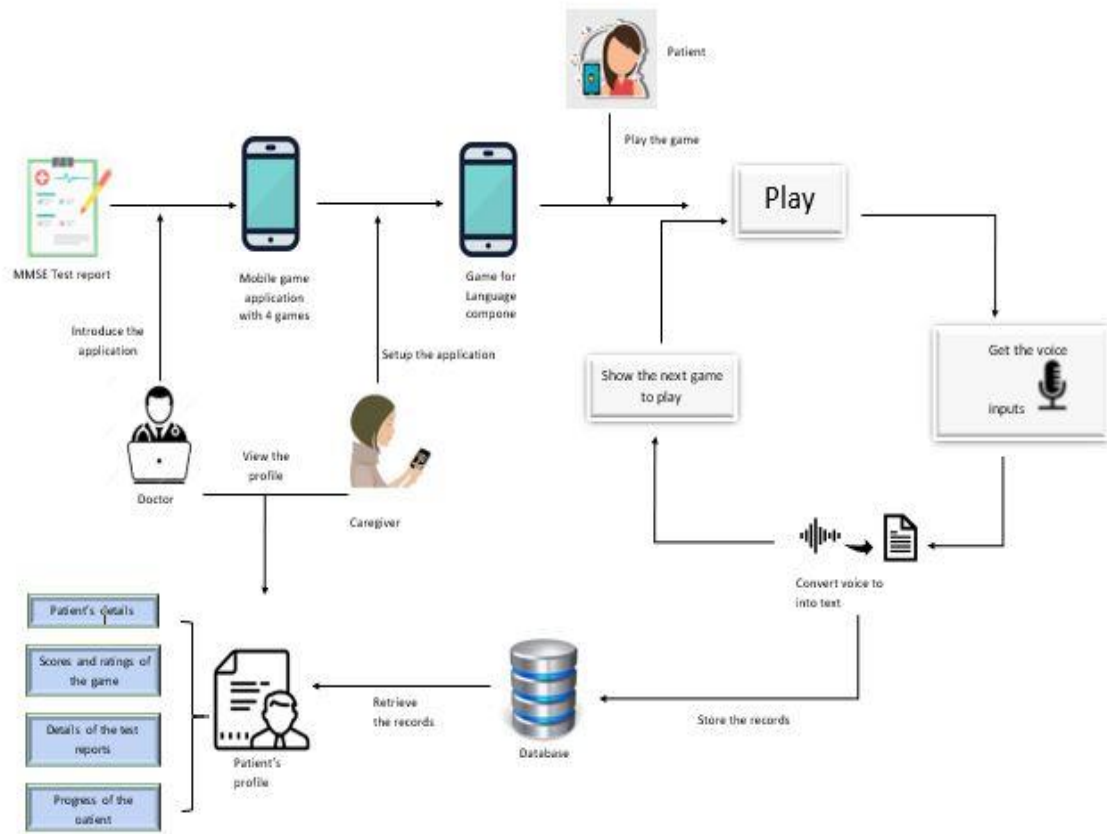 Patient
Play the game
Play
MMSE Test report
Mobile game
application
with 4 games
Game for
Language
compone
Introduce the
application
Setup the application
Show the next game
to play
Get the voice
inputs
View the
profile
Doctor
Caregiver
Convert voice to
into text
Patient's details
Scores and ratings of
the game
Details of the test
reports
Progress of the
patient
Patient's
profile
Retrieve
the records
Database
Store the records